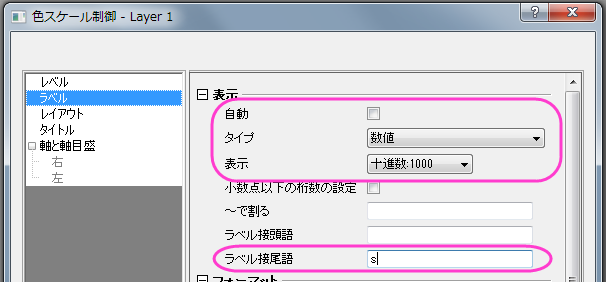 色スケール制御 - Layer 1
レベル
ラベル
レイアウト
タイトル
軸と軸目盛
右
左
表示
自動
タイプ 数値
表示 十進数:1000
小数点以下の桁数の設定
～で割る
ラベル接頭語
ラベル接尾語 s
フォーマット